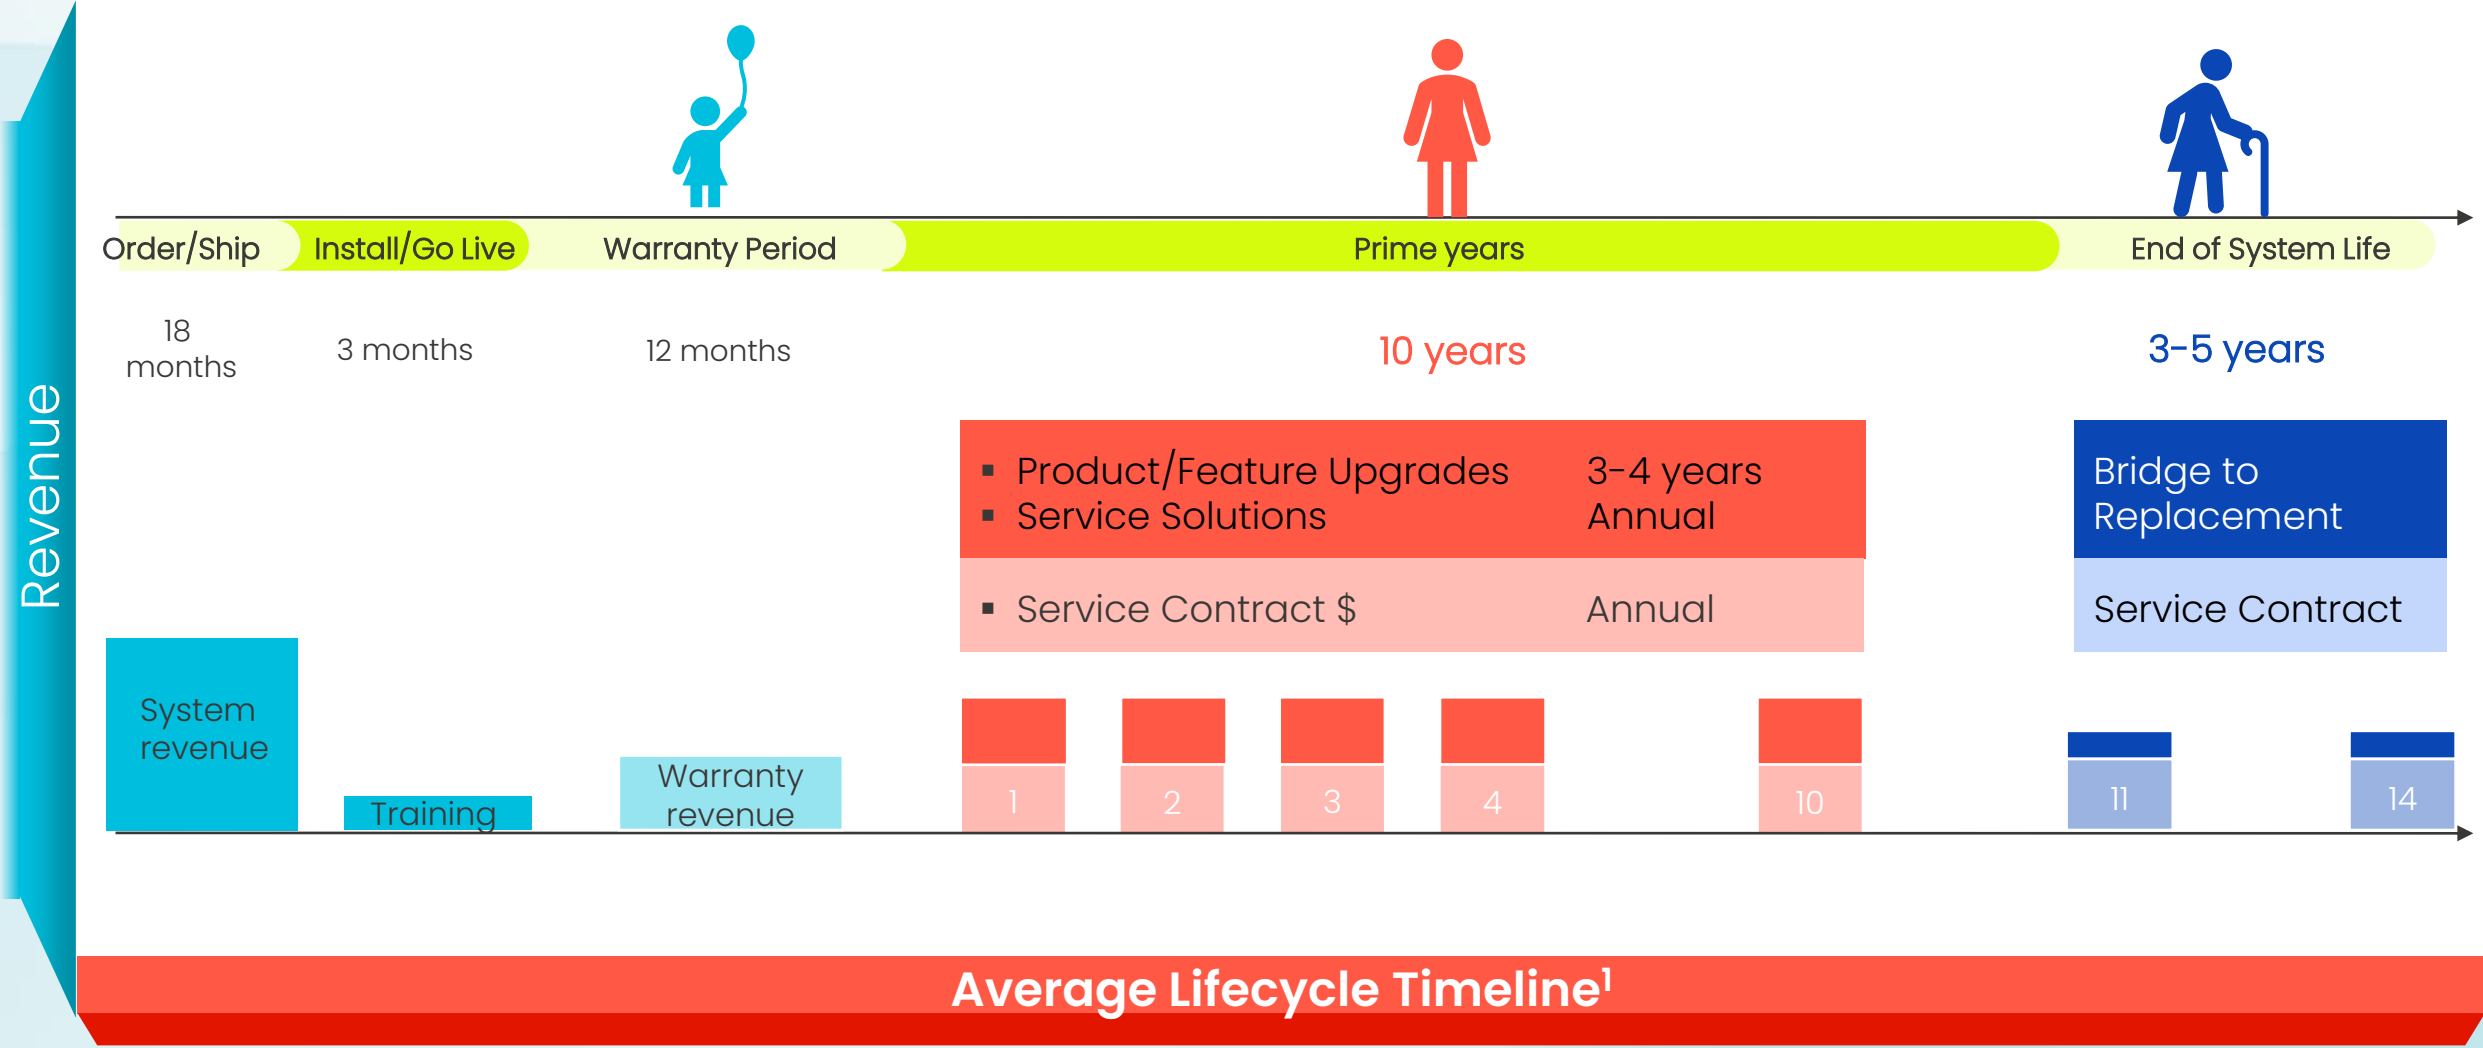 Order/Ship
Install/Go Live
Warranty Period
Prime years
End of System Life
18
months
3 months
12 months
10 years
3-5 years
Revenue
▪ Product/Feature Upgrades 3-4 years
▪ Service Solutions Annual
▪ Service Contract $ Annual
Bridge to
Replacement
Service Contract
System
revenue
Training
Warranty
revenue
1
2
3
4
10
11
14
Average Lifecycle Timeline¹